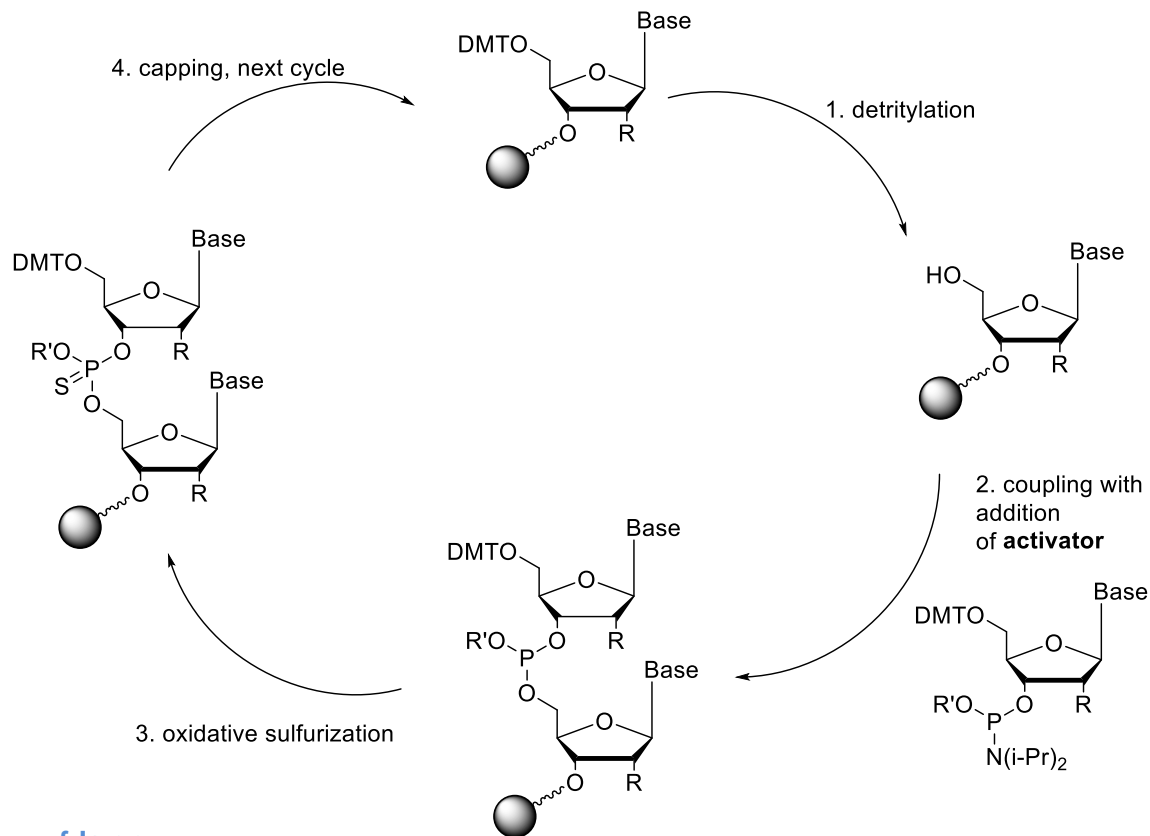 Base
DMTO
4. capping, next cycle
O
1. detritylation
O
R
Base
DMTO
O
Base
HO
O
R'O
P
O
R
S
O
Base
O
R
O
O
R
2. coupling with
addition
of activator
Base
DMTO
O
Base
DMTO
O
R'O
P
O
R
O
Base
R'O
P
O
R
N(i-Pr)2
3. oxidative sulfurization
O
O
R